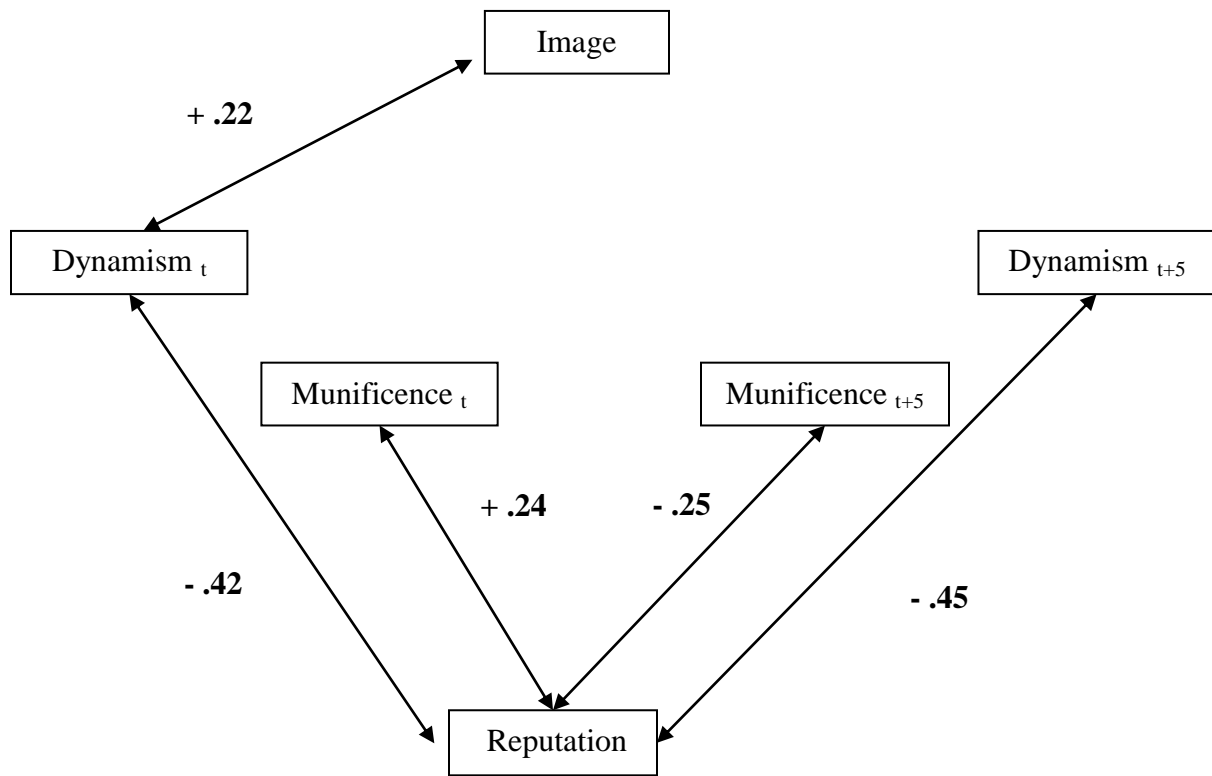 Image
+ .22
Dynamism t
Dynamism t+5
Munificence t
Munificence t+5
+ .24
- .25
- .42
- .45
Reputation